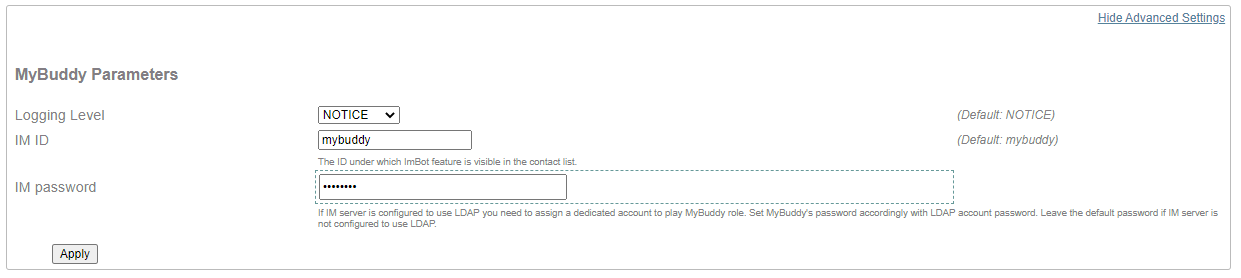 Hide Advanced Settings
MyBuddy Parameters
Logging Level NOTICE (Default: NOTICE)
IM ID mybuddy (Default: mybuddy)
The ID under which ImBot feature is visible in the contact list.
IM password ••••••••
If IM server is configured to use LDAP you need to assign a dedicated account to play MyBuddy role. Set MyBuddy's password accordingly with LDAP account password. Leave the default password if IM server is
not configured to use LDAP.
Apply